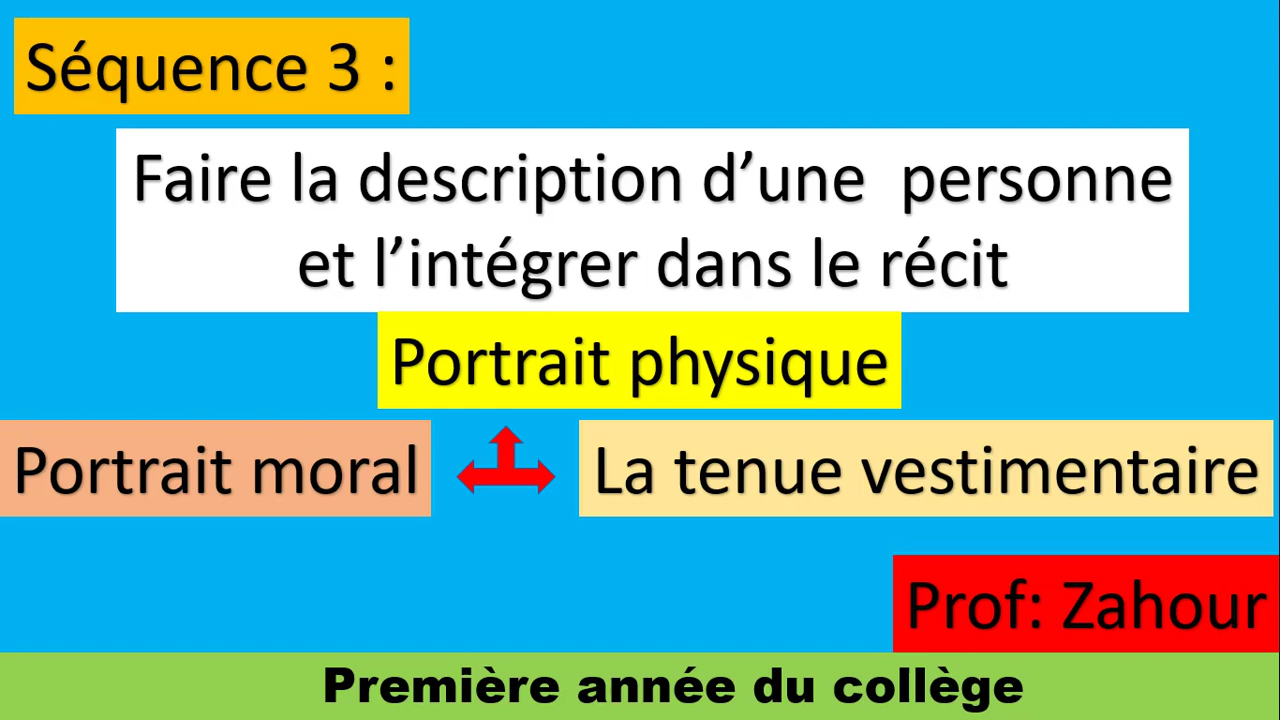 Séquence 3 :
Faire la description d’une personne
et l’intégrer dans le récit
Portrait physique
Portrait moral
La tenue vestimentaire
Prof: Zahour
Première année du collège